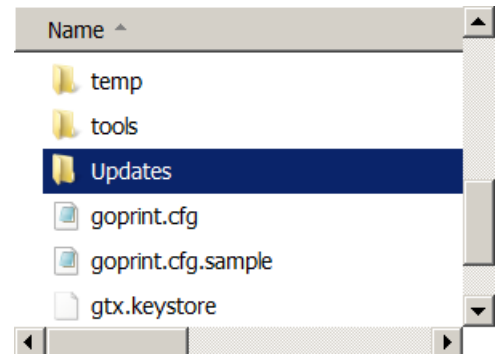 Name
temp
tools
Updates
goprint.cfg
goprint.cfg.sample
gtx.keystore